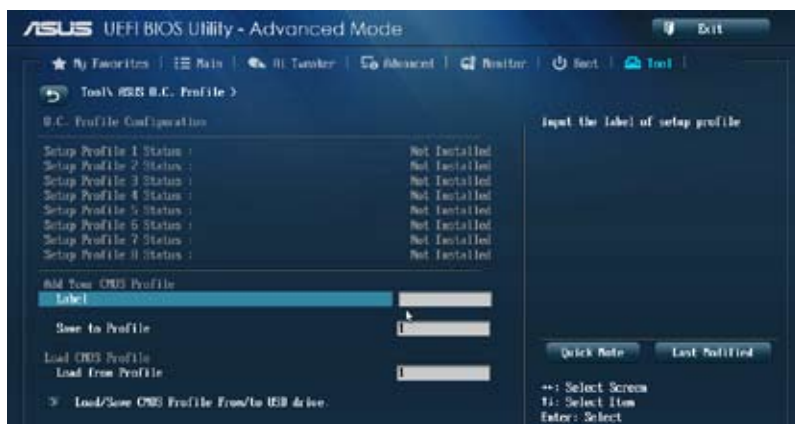 ASUS UEFI BIOS Utility - Advanced Mode
Exit
My Favorites
Main
Ai Tweaker
Advanced
Monitor
Boot
Tool
Tool\ ASUS O.C. Profile >
O.C. Profile Configuration
Input the label of setup profile
Setup Profile 1 Status : Not Installed
Setup Profile 2 Status : Not Installed
Setup Profile 3 Status : Not Installed
Setup Profile 4 Status : Not Installed
Setup Profile 5 Status : Not Installed
Setup Profile 6 Status : Not Installed
Setup Profile 7 Status : Not Installed
Setup Profile 8 Status : Not Installed
Add Your CMOS Profile
Label
Save to Profile 1
Load CMOS Profile
Load from Profile 1
> Load/Save CMOS Profile from/to USB drive.
Quick Note
Last Modified
→←: Select Screen
↑↓: Select Item
Enter: Select